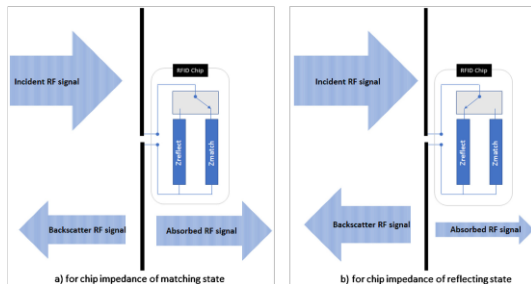 Incident RF signal
RFID Chip
Zreflect
Zmatch
Backscatter RF signal
Absorbed RF signal
a) for chip impedance of matching state
Incident RF signal
RFID Chip
Zreflect
Zmatch
Backscatter RF signal
Absorbed RF signal
b) for chip impedance of reflecting state